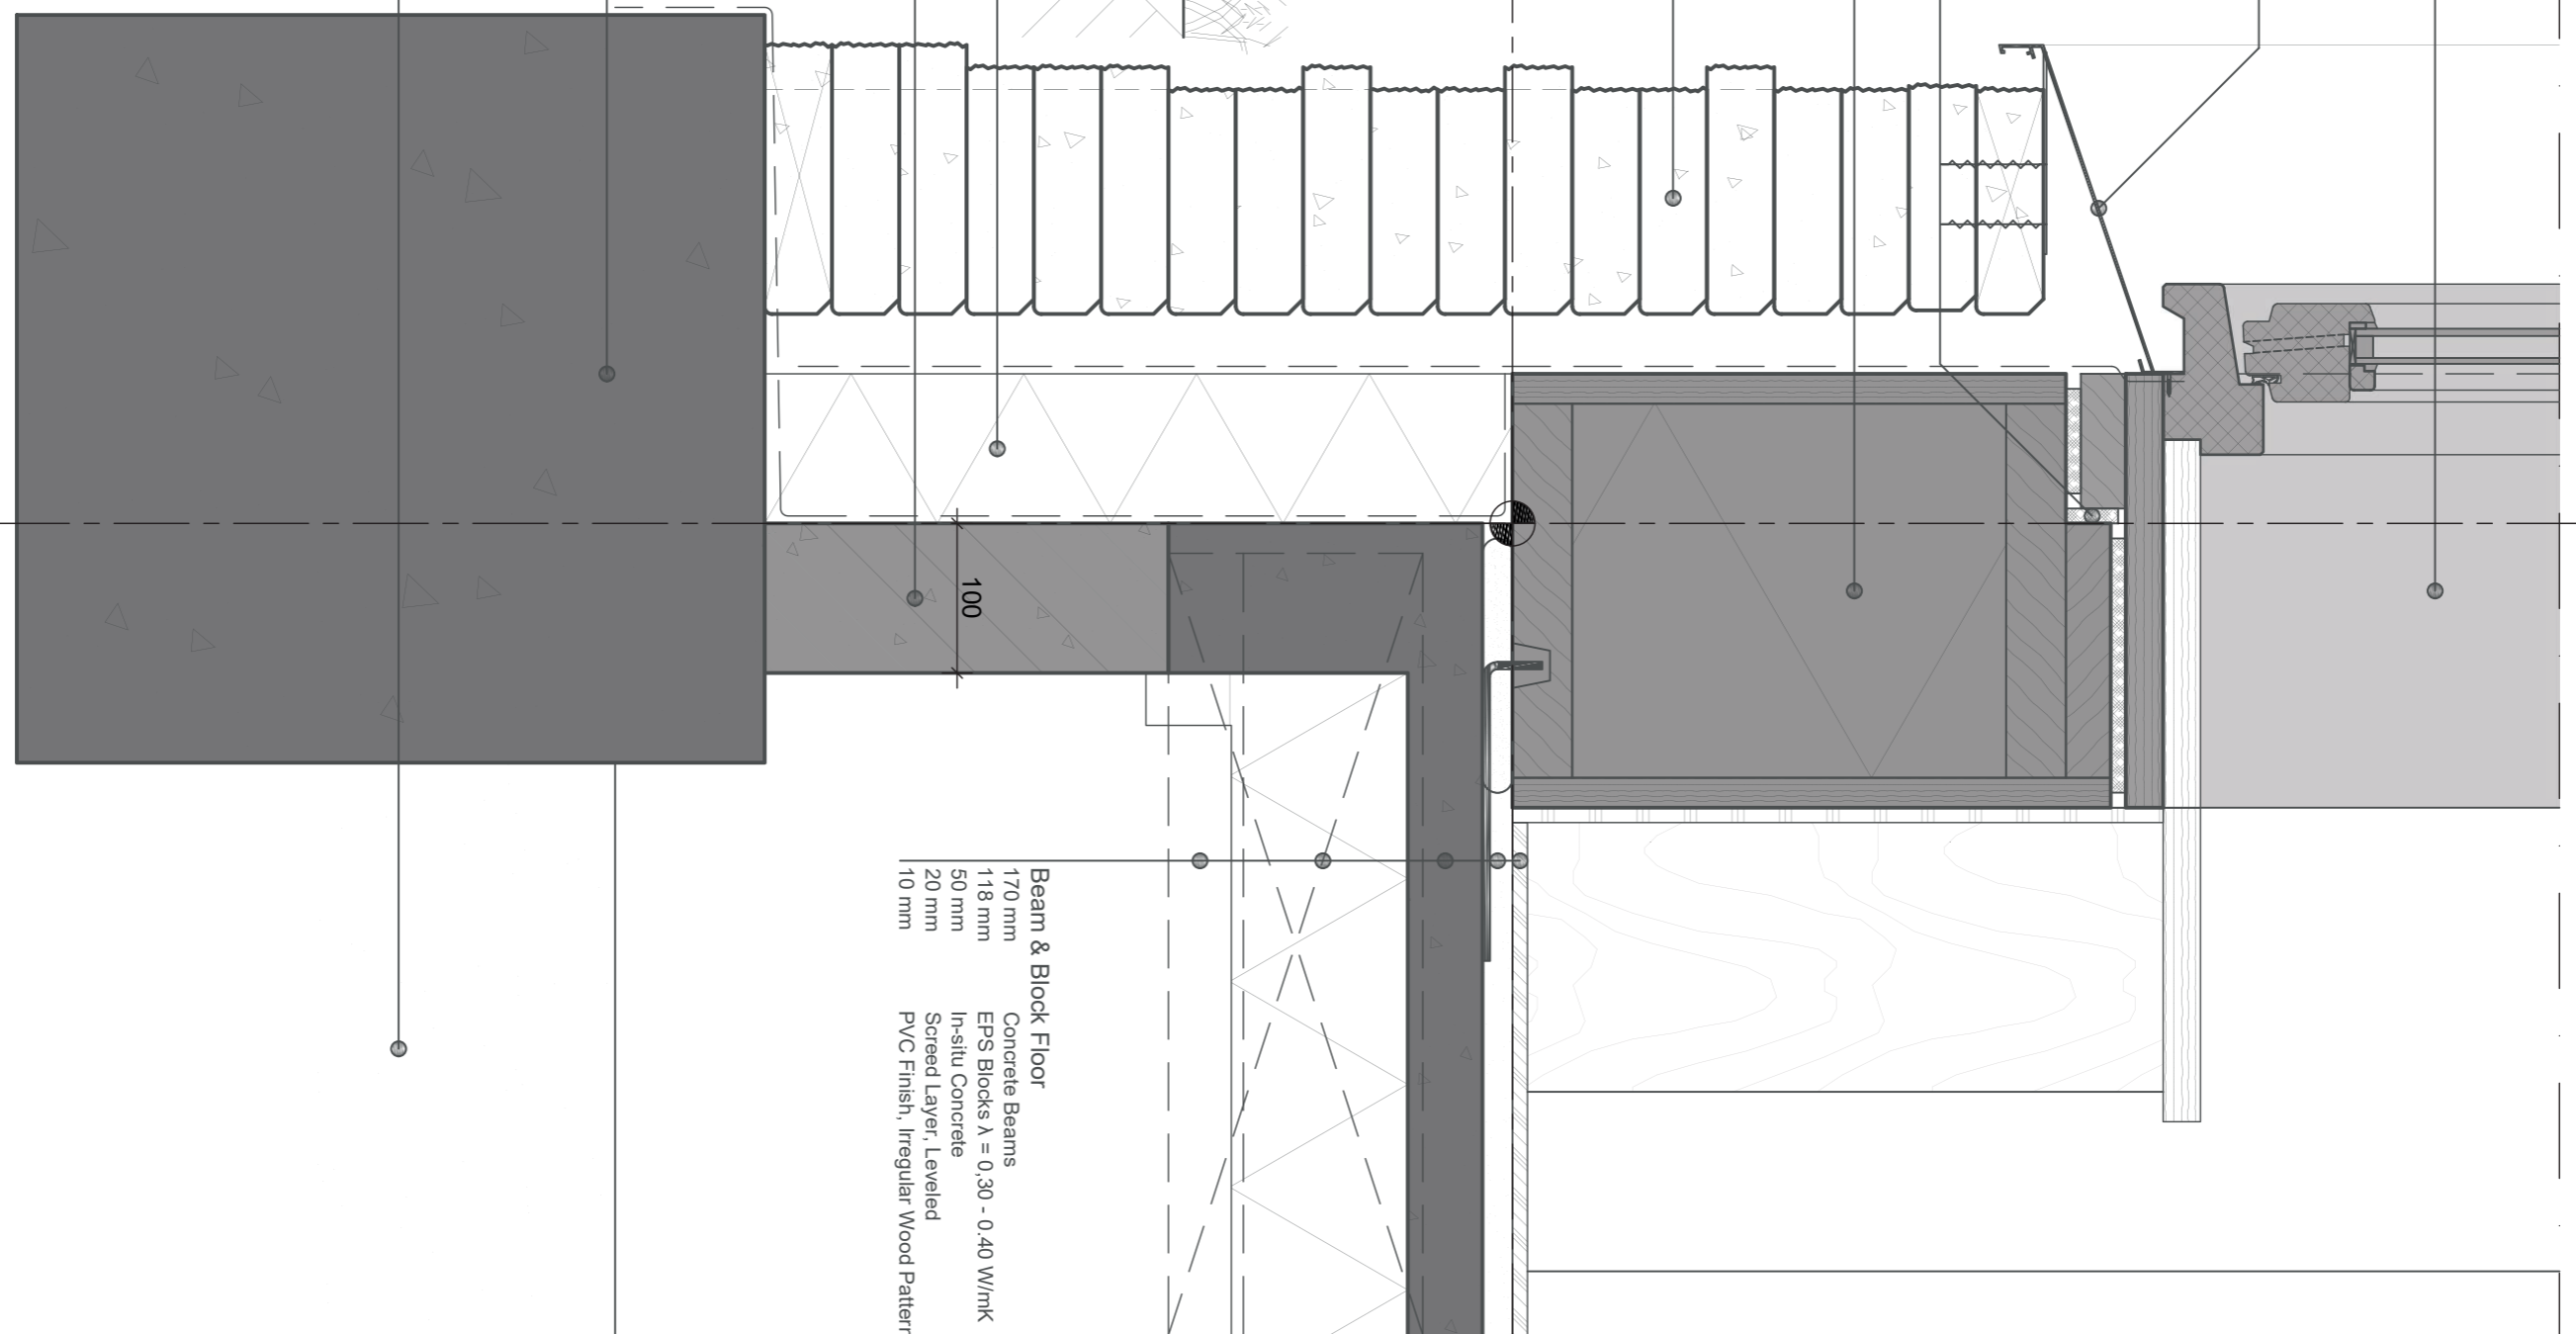 100
Beam & Block Floor
170 mm Concrete Beams
118 mm EPS Blocks λ = 0,30 - 0.40 W/mK
50 mm In-situ Concrete
20 mm Screed Layer, Leveled
10 mm PVC Finish, Irregular Wood Pattern